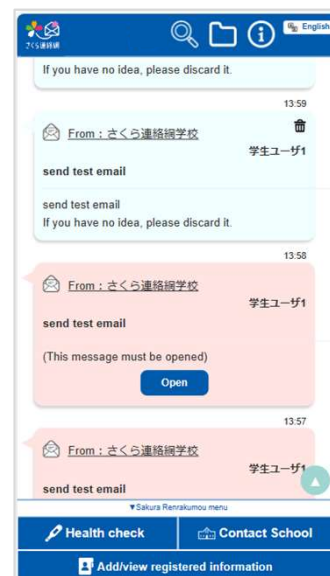 さくら連絡網
English
If you have no idea, please discard it.
13:59
From : さくら連絡網学校
学生ユーザ1
send test email
send test email
If you have no idea, please discard it.
13:58
From : さくら連絡網学校
学生ユーザ1
send test email
(This message must be opened)
Open
13:57
From : さくら連絡網学校
学生ユーザ1
send test email
▼Sakura Renrakumou menu
Health check
Contact School
Add/view registered information